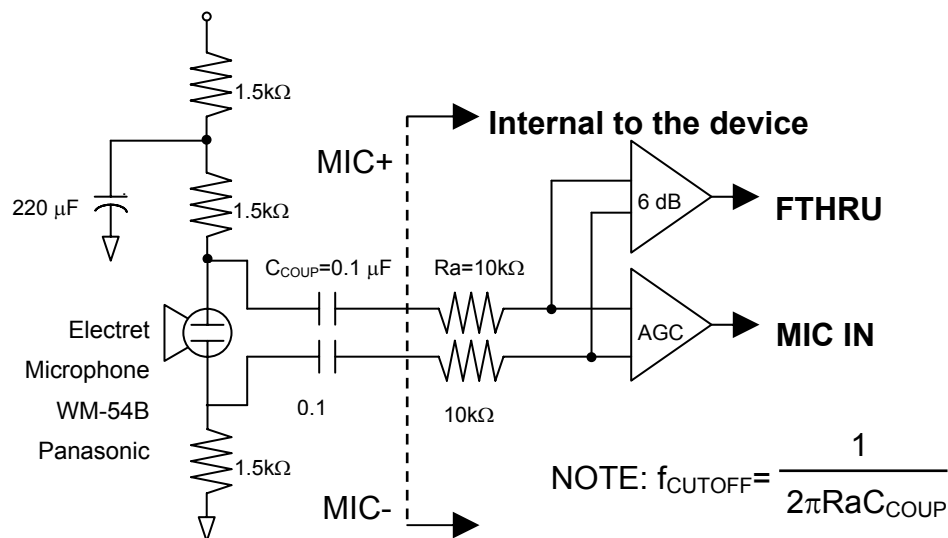 1.5kΩ
Internal to the device
MIC+
220 μF
1.5kΩ
6 dB
FTHRU
CCOUP=0.1 μF
Ra=10kΩ
Electret
Microphone
WM-54B
Panasonic
AGC
MIC IN
0.1
10kΩ
1.5kΩ
MIC-
NOTE: fCUTOFF= 1
2πRaCCOUP